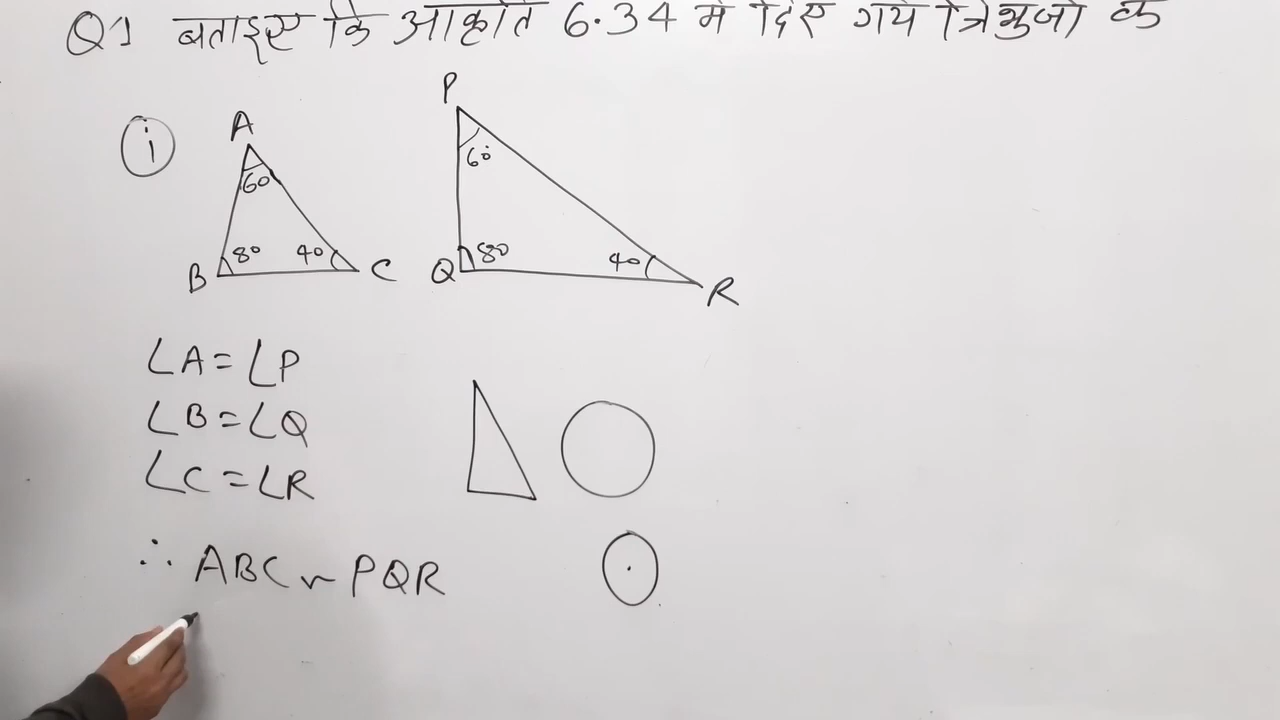 Q1 बताइए कि आकृति 6.34 में दिए गये त्रिभुजों के
i
A
60
B 80 40 C
P
60
Q 80 40 R
∠A = ∠P
∠B = ∠Q
∠C = ∠R
∴ ABC ~ PQR